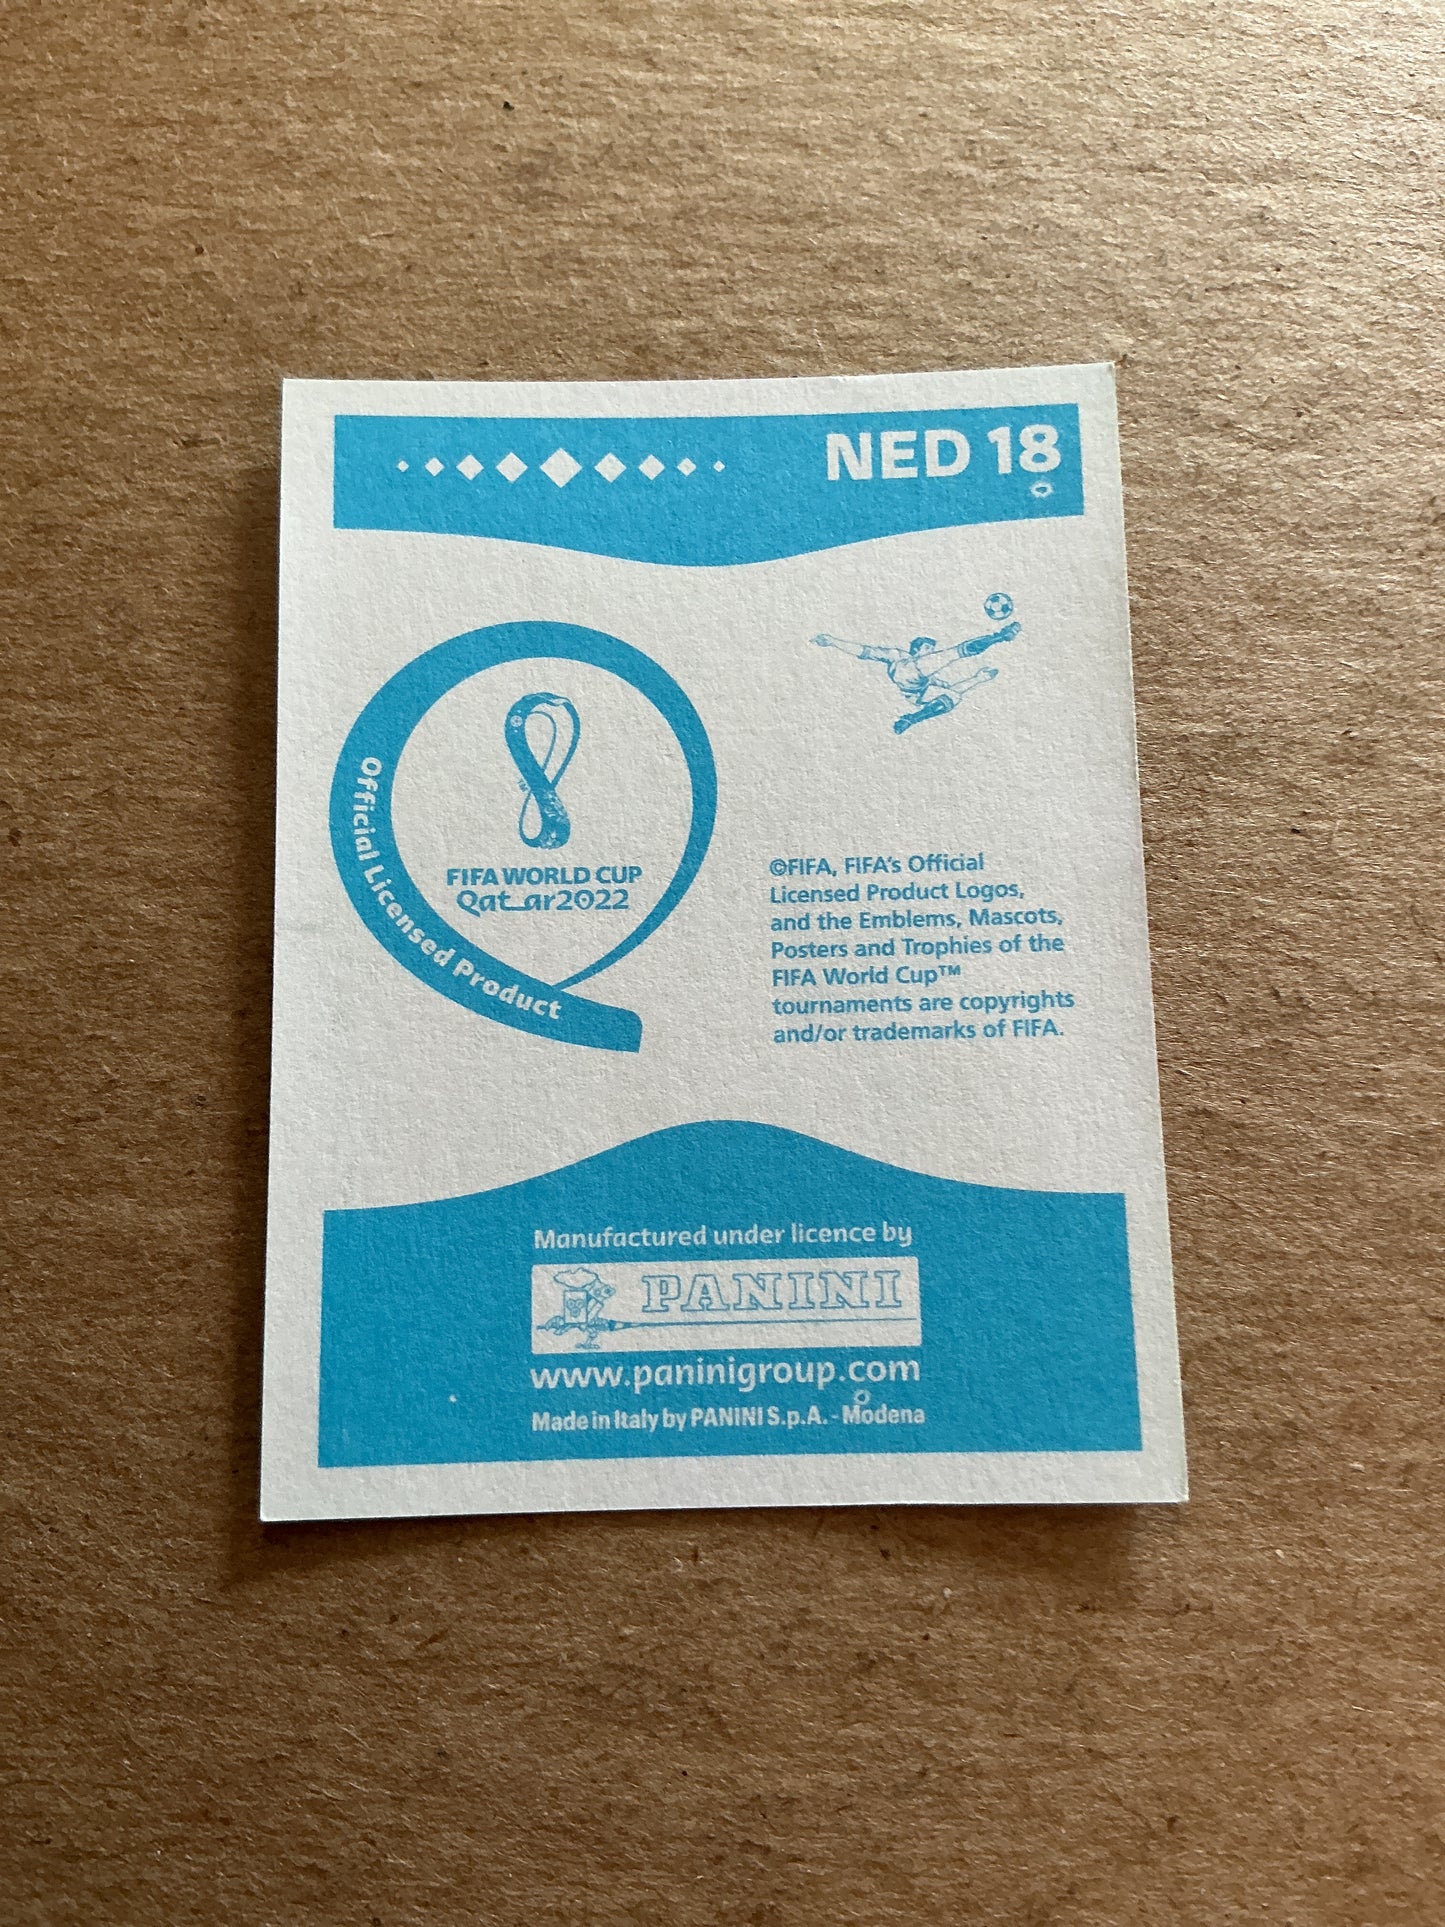 NED 18
Official Licensed Product
FIFA WORLD CUP
Qatar2022
©FIFA, FIFA's Official
Licensed Product Logos,
and the Emblems, Mascots,
Posters and Trophies of the
FIFA World Cup™
tournaments are copyrights
and/or trademarks of FIFA.
Manufactured under licence by
PANINI
www.paninigroup.com
Made in Italy by PANINI S.p.A. - Modena